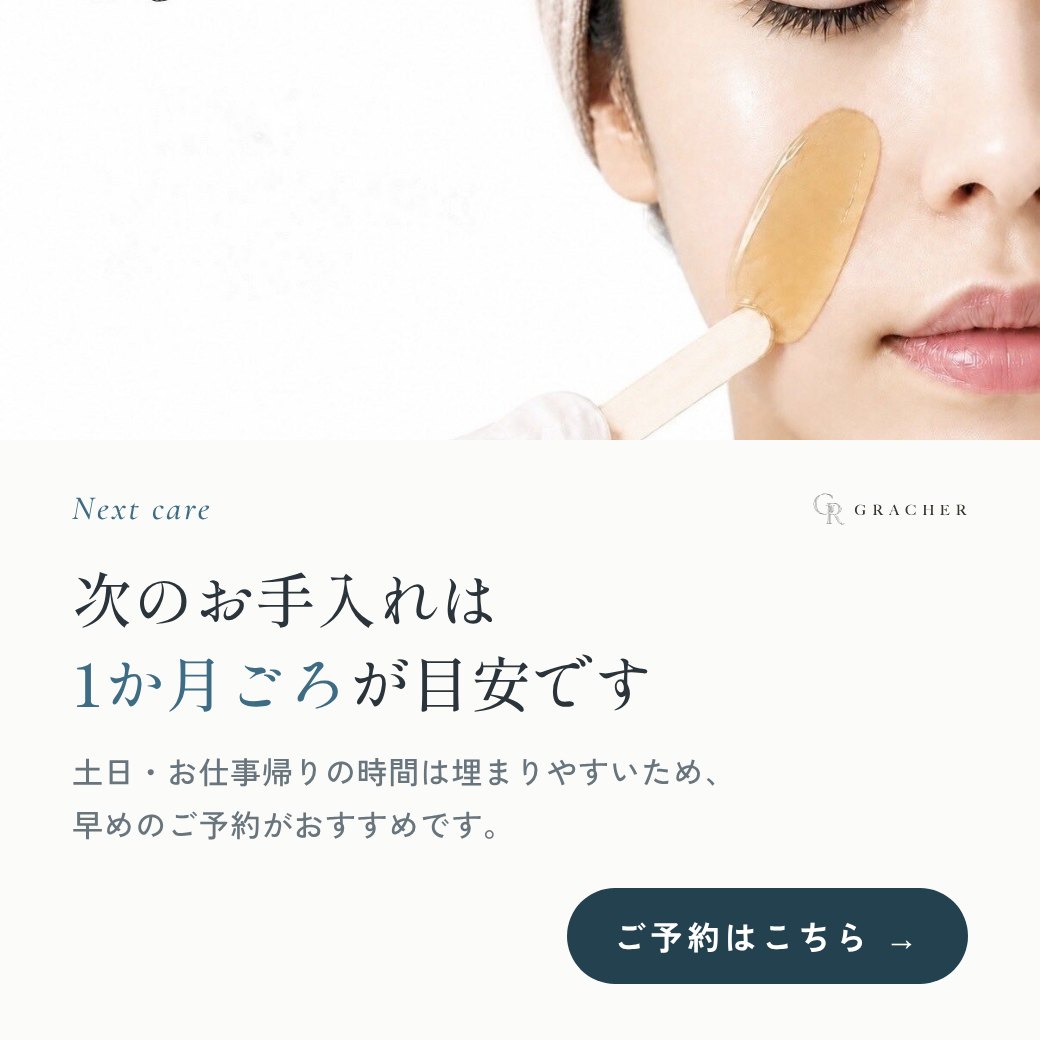 Next care
GRACHER
次のお手入れは
1か月ごろが目安です
土日・お仕事帰りの時間は埋まりやすいため、
早めのご予約がおすすめです。
ご予約はこちら →